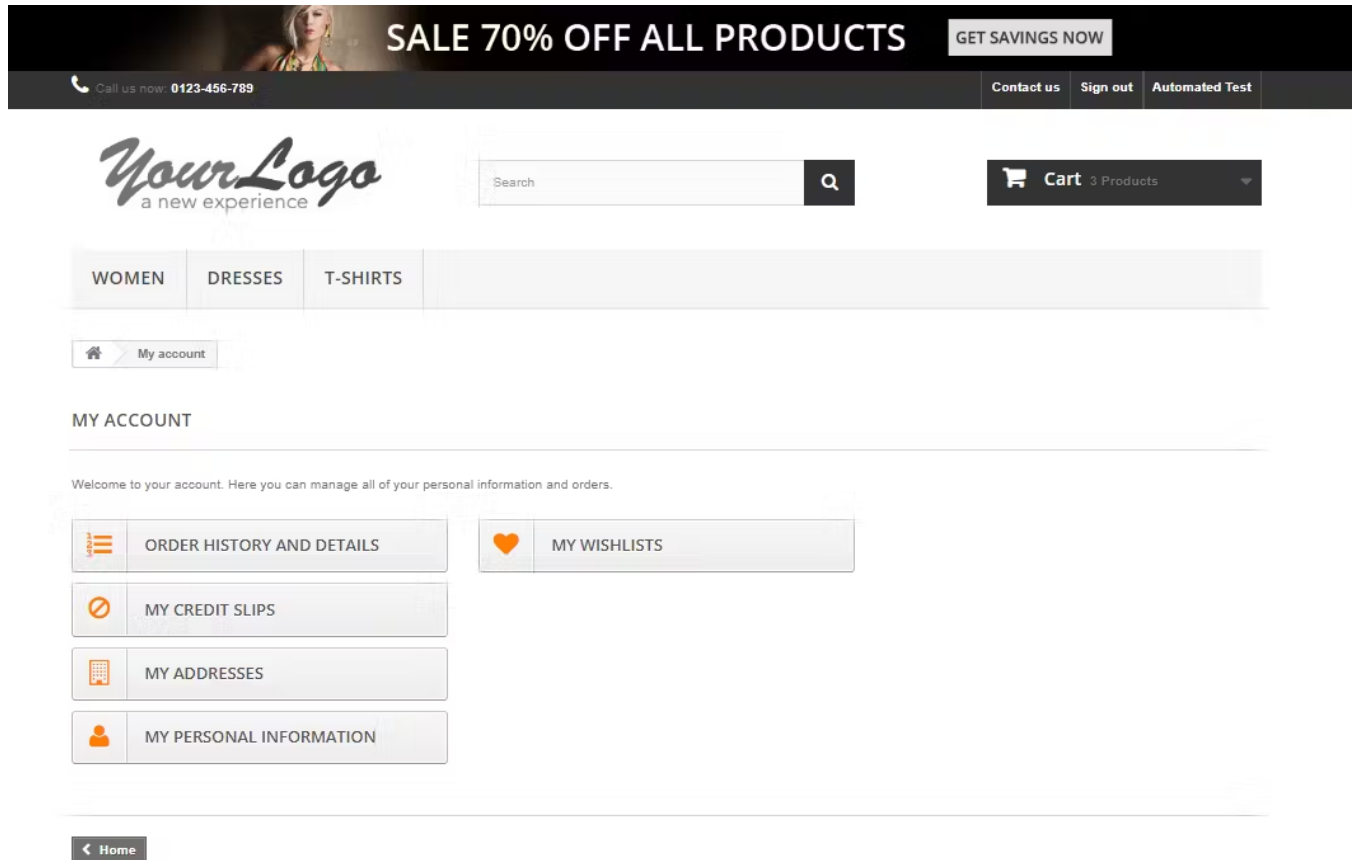 SALE 70% OFF ALL PRODUCTS GET SAVINGS NOW
Call us now: 0123-456-789 Contact us Sign out Automated Test
Your Logo
a new experience
Search
Cart 3 Products
WOMEN DRESSES T-SHIRTS
My account
MY ACCOUNT
Welcome to your account. Here you can manage all of your personal information and orders.
ORDER HISTORY AND DETAILS MY WISHLISTS
MY CREDIT SLIPS
MY ADDRESSES
MY PERSONAL INFORMATION
Home